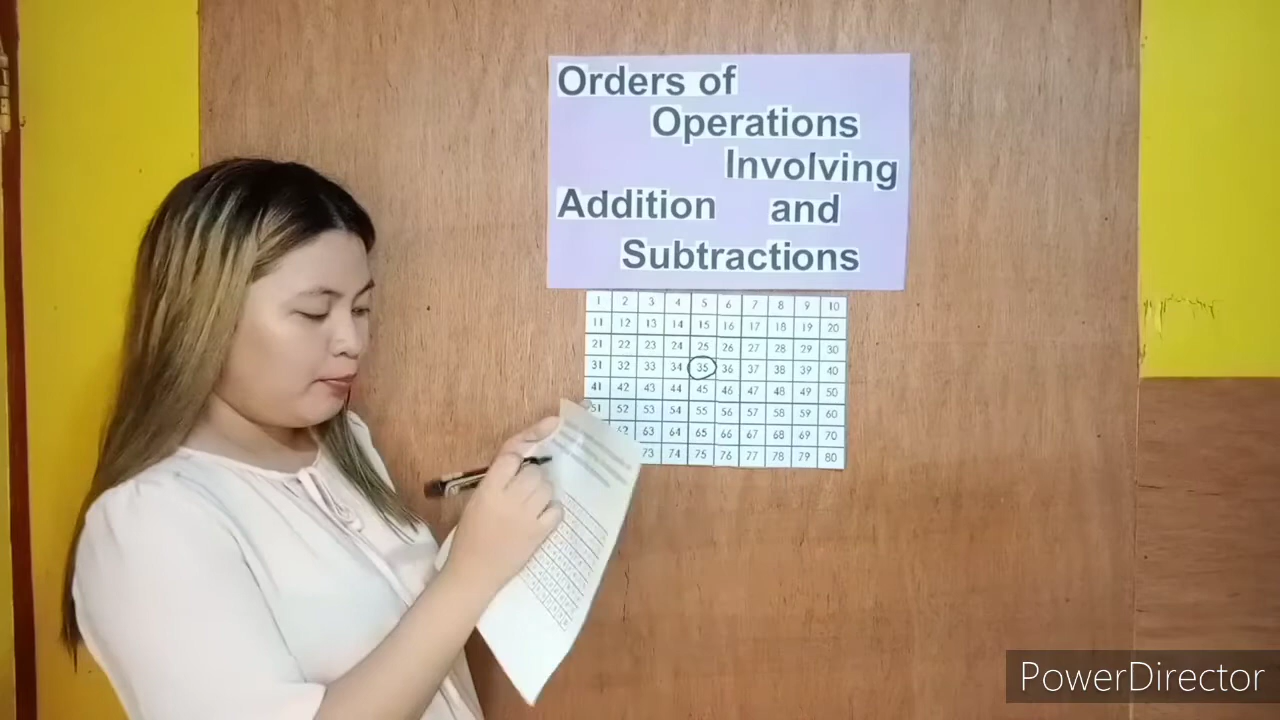 Orders of
Operations
Involving
Addition and
Subtractions
1 2 3 4 5 6 7 8 9 10
11 12 13 14 15 16 17 18 19 20
21 22 23 24 25 26 27 28 29 30
31 32 33 34 35 36 37 38 39 40
41 42 43 44 45 46 47 48 49 50
51 52 53 54 55 56 57 58 59 60
62 63 64 65 66 67 68 69 70
73 74 75 76 77 78 79 80
PowerDirector